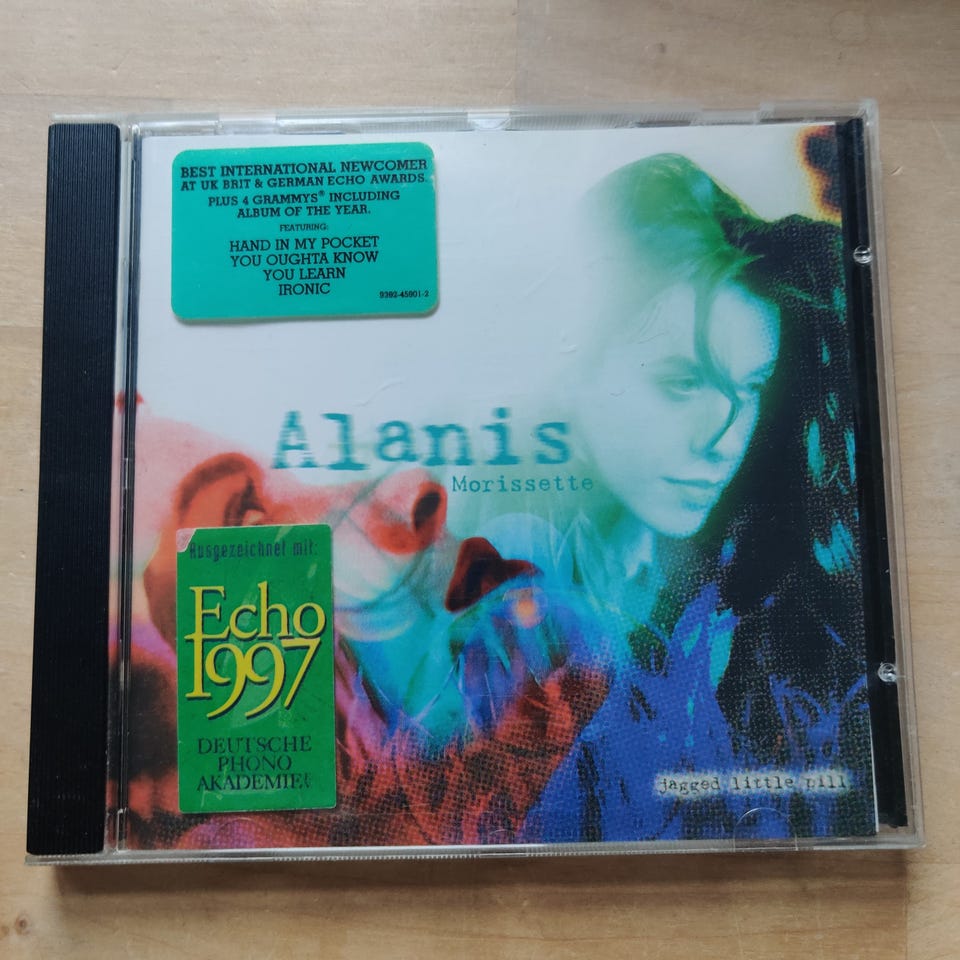 BEST INTERNATIONAL NEWCOMER
AT UK BRIT & GERMAN ECHO AWARDS.
PLUS 4 GRAMMYS® INCLUDING
ALBUM OF THE YEAR.
FEATURING:
HAND IN MY POCKET
YOU OUGHTA KNOW
YOU LEARN
IRONIC
9362-45901-2
Alanis
Morissette
Ausgezeichnet mit:
Echo
1997
DEUTSCHE
PHONO
AKADEMIE
jagged little pill